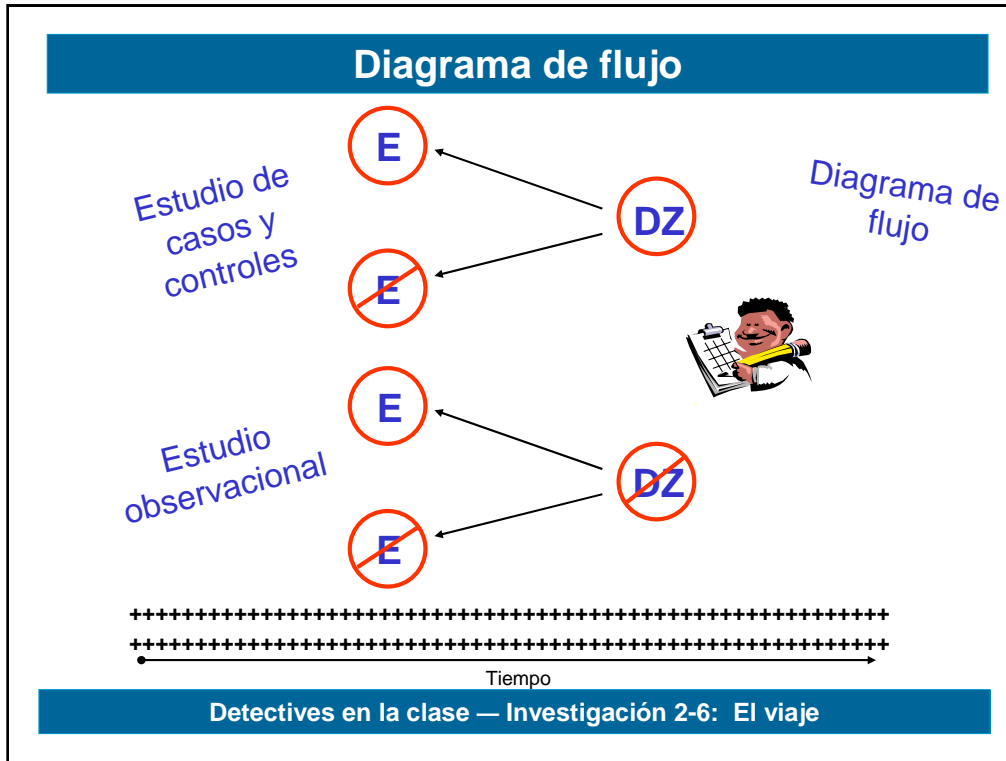 Diagrama de flujo
E
Estudio de
casos y
controles
DZ
Diagrama de
flujo
E
E
Estudio
observacional
DZ
E
++++++++++++++++++++++++++++++++++++++++++++++++++++++++++
++++++++++++++++++++++++++++++++++++++++++++++++++++++++++
Tiempo
Detectives en la clase — Investigación 2-6: El viaje